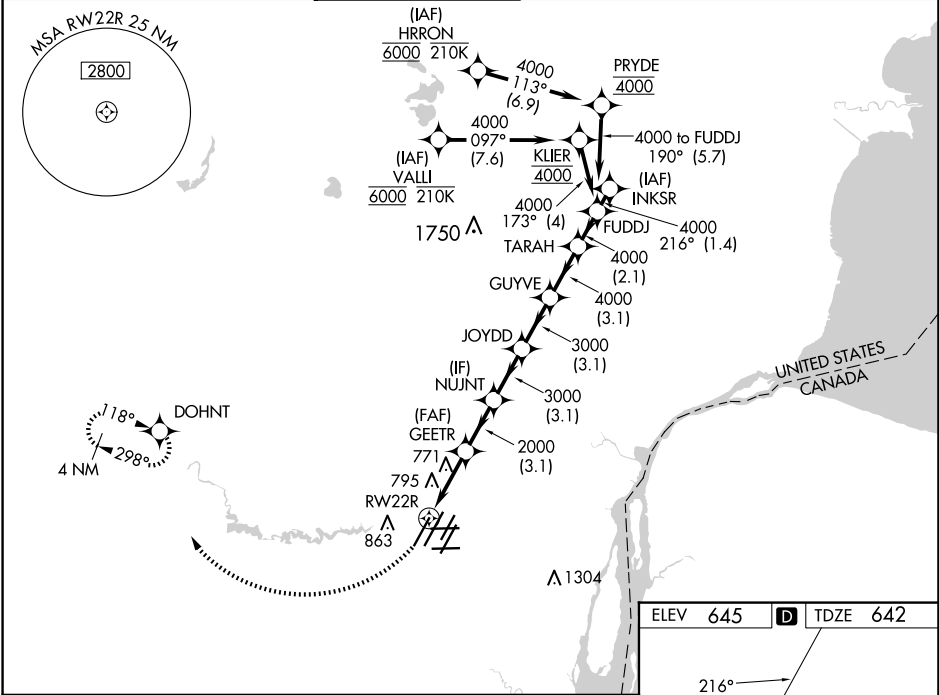 MSA RW22R 25 NM
2800
(IAF)
HRRON
6000 210K
4000
113°
(6.9)
PRYDE
4000
4000
097°
(7.6)
(IAF)
VALLI
6000 210K
KLIER
4000
4000 to FUDDJ
190° (5.7)
(IAF)
INKSR
4000
173° (4)
FUDDJ
4000
216° (1.4)
1750
TARAH
4000
(2.1)
GUYVE
4000
(3.1)
JOYDD
3000
(3.1)
(IF)
NUJNT
3000
(3.1)
(FAF)
GEETR
2000
(3.1)
771
795
RW22R
863
118°
DOHNT
298°
4 NM
UNITED STATES
CANADA
1304
ELEV 645 D TDZE 642
216°